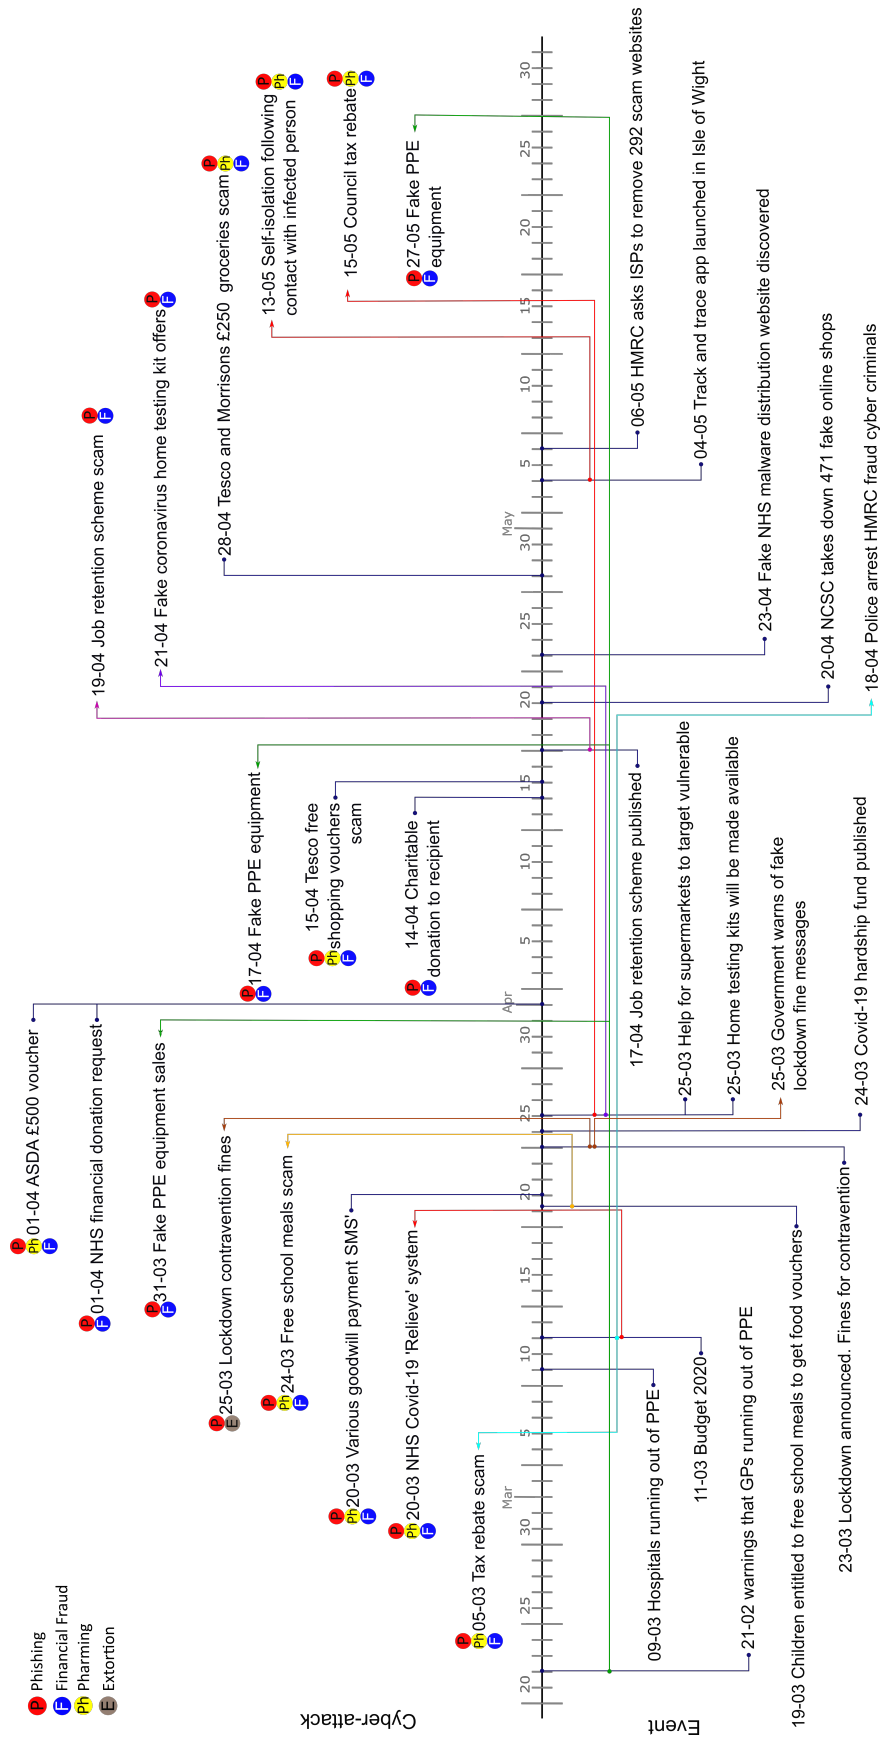 P Phishing
F Financial Fraud
Ph Pharming
E Extortion
Cyber-attack
Event
P Ph F 01-04 ASDA £500 voucher
P F 01-04 NHS financial donation request
P F 31-03 Fake PPE equipment sales
P E 25-03 Lockdown contravention fines
P Ph F 24-03 Free school meals scam
P Ph F 20-03 Various goodwill payment SMS'
P Ph F 20-03 NHS Covid-19 'Relieve' system
P Ph F 05-03 Tax rebate scam
P F 17-04 Fake PPE equipment
P Ph F 15-04 Tesco free
shopping vouchers
scam
P F 14-04 Charitable
donation to recipient
19-04 Job retention scheme scam P F
21-04 Fake coronavirus home testing kit offers P F
28-04 Tesco and Morrisons £250 groceries scam P Ph F
13-05 Self-isolation following P Ph F
contact with infected person
15-05 Council tax rebate P Ph F
P F 27-05 Fake PPE
equipment
20 25 30 Mar 5 10 15 20 25 30 Apr 5 15 20 25 30 May 5 10 15 20 25 30
09-03 Hospitals running out of PPE
11-03 Budget 2020
21-02 warnings that GPs running out of PPE
19-03 Children entitled to free school meals to get food vouchers
23-03 Lockdown announced. Fines for contravention
24-03 Covid-19 hardship fund published
25-03 Government warns of fake
lockdown fine messages
25-03 Home testing kits will be made available
25-03 Help for supermarkets to target vulnerable
17-04 Job retention scheme published
18-04 Police arrest HMRC fraud cyber criminals
20-04 NCSC takes down 471 fake online shops
23-04 Fake NHS malware distribution website discovered
04-05 Track and trace app launched in Isle of Wight
06-05 HMRC asks ISPs to remove 292 scam websites